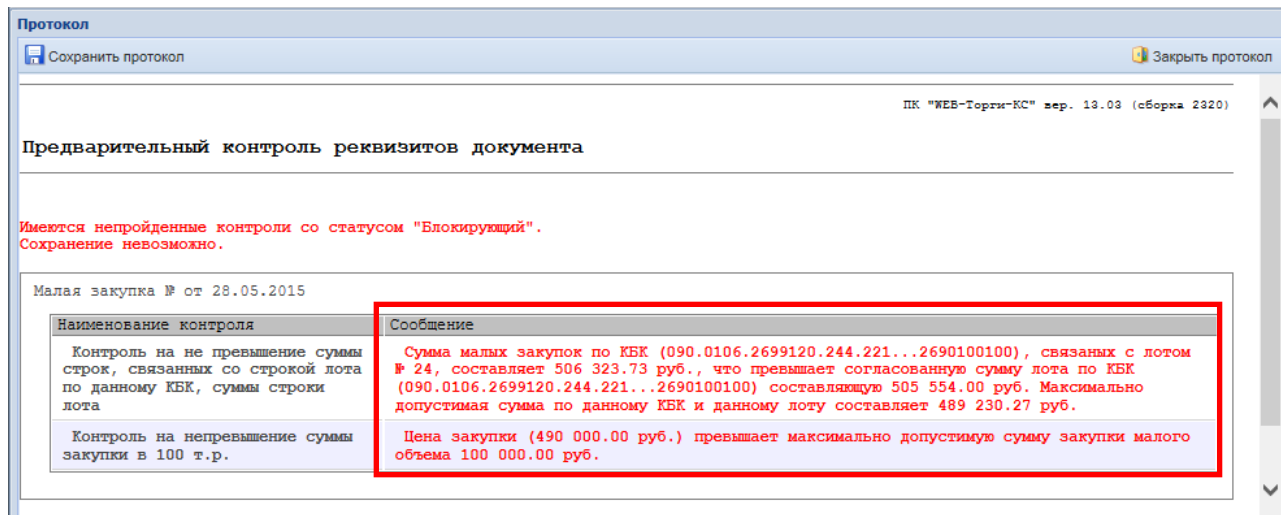 Протокол
Сохранить протокол
Закрыть протокол
ПК "WEB-Торги-КС" вер. 13.03 (сборка 2320)
Предварительный контроль реквизитов документа
Имеются непройденные контроли со статусом "Блокирующий".
Сохранение невозможно.
Малая закупка № от 28.05.2015
Наименование контроля
Сообщение
Контроль на не превышение суммы
строк, связанных со строкой лота
по данному КБК, суммы строки
лота
Сумма малых закупок по КБК (090.0106.2699120.244.221...2690100100), связаных с лотом
№ 24, составляет 506 323.73 руб., что превышает согласованную сумму лота по КБК
(090.0106.2699120.244.221...2690100100) составляющую 505 554.00 руб. Максимально
допустимая сумма по данному КБК и данному лоту составляет 489 230.27 руб.
Контроль на непревышение суммы
закупки в 100 т.р.
Цена закупки (490 000.00 руб.) превышает максимально допустимую сумму закупки малого
объема 100 000.00 руб.